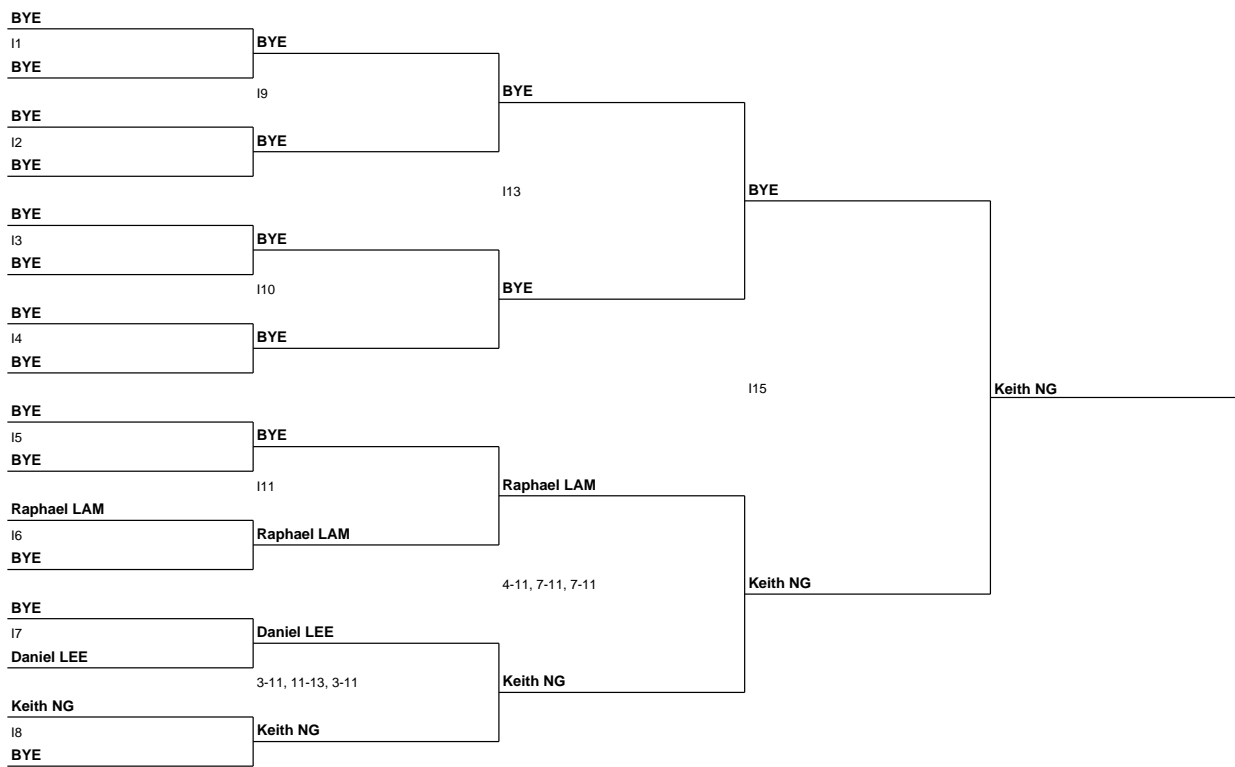 BYE
I1
BYE
BYE
I9
BYE
I2
BYE
BYE
BYE
I13
BYE
I3
BYE
BYE
I10
BYE
I4
BYE
BYE
BYE
BYE
I15
Keith NG
BYE
I5
BYE
BYE
I11
Raphael LAM
I6
BYE
Raphael LAM
Raphael LAM
4-11, 7-11, 7-11
Keith NG
BYE
I7
Daniel LEE
Daniel LEE
3-11, 11-13, 3-11
Keith NG
I8
BYE
Keith NG
Keith NG